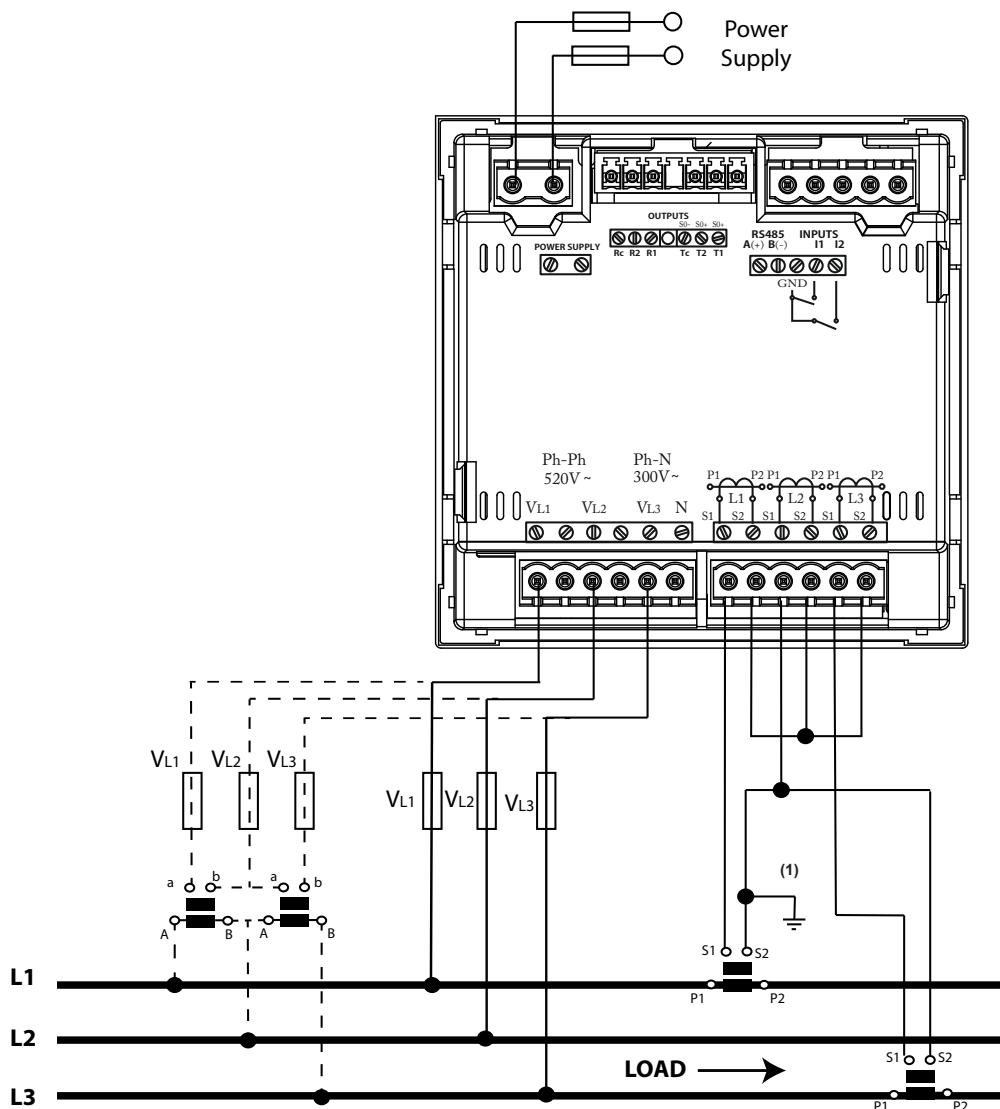 Power
Supply
OUTPUTS
S0- S0+ S0+
Rc R2 R1 Tc T2 T1
POWER SUPPLY
RS485 INPUTS
A(+) B(-) I1 I2
GND
Ph-Ph
520V ~
Ph-N
300V ~
VL1 VL2 VL3 N
P1 P2 P1 P2 P1 P2
L1 L2 L3
S1 S2 S1 S2 S1 S2
VL1 VL2 VL3
VL1 VL2 VL3
a b a b
A B A B
(1)
S1 S2
P1 P2
L1
L2
LOAD
S1 S2
L3
P1 P2